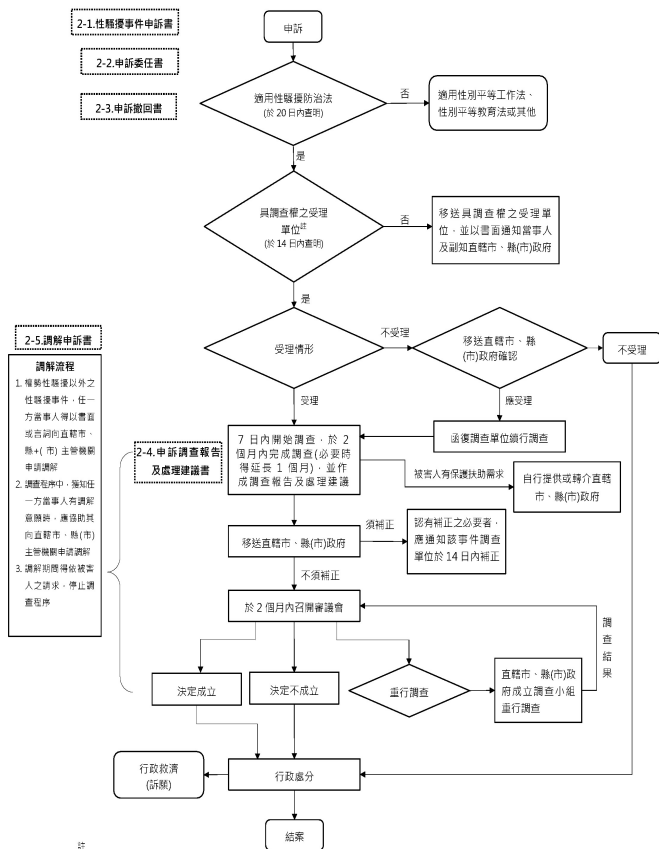 2-1.性騷擾事件申訴書
申訴
2-2.申訴委任書
2-3.申訴撤回書
適用性騷擾防治法
(於 20 日內查明)
否
適用性別平等工作法、
性別平等教育法或其他
是
具調查權之受理
單位註
(於 14 日內查明)
否
移送具調查權之受理單
位，並以書面通知當事人
及副知直轄市、縣(市)政府
是
受理情形
不受理
移送直轄市、縣
(市)政府確認
不受理
受理
應受理
函復調查單位續行調查
2-5.調解申訴書
調解流程
1. 權勢性騷擾以外之
性騷擾事件，任一
方當事人得以書面
或言詞向直轄市、
縣+( 市) 主管機關
申請調解
2. 調查程序中，獲知任
一方當事人有調解
意願時，應協助其
向直轄市、縣(市)
主管機關申請調解
3. 調解期間得依被害
人之請求，停止調
查程序
2-4.申訴調查報告
及處理建議書
7 日內開始調查，於 2
個月內完成調查(必要時
得延長 1 個月)，並作
成調查報告及處理建議
被害人有保護扶助需求
自行提供或轉介直轄
市、縣(市)政府
移送直轄市、縣(市)政府
須補正
認有補正之必要者，
應通知該事件調查
單位於 14 日內補正
不須補正
於 2 個月內召開審議會
調查結果
決定成立
決定不成立
重行調查
直轄市、縣(市)政
府成立調查小組
重行調查
行政救濟
(訴願)
行政處分
結案
註